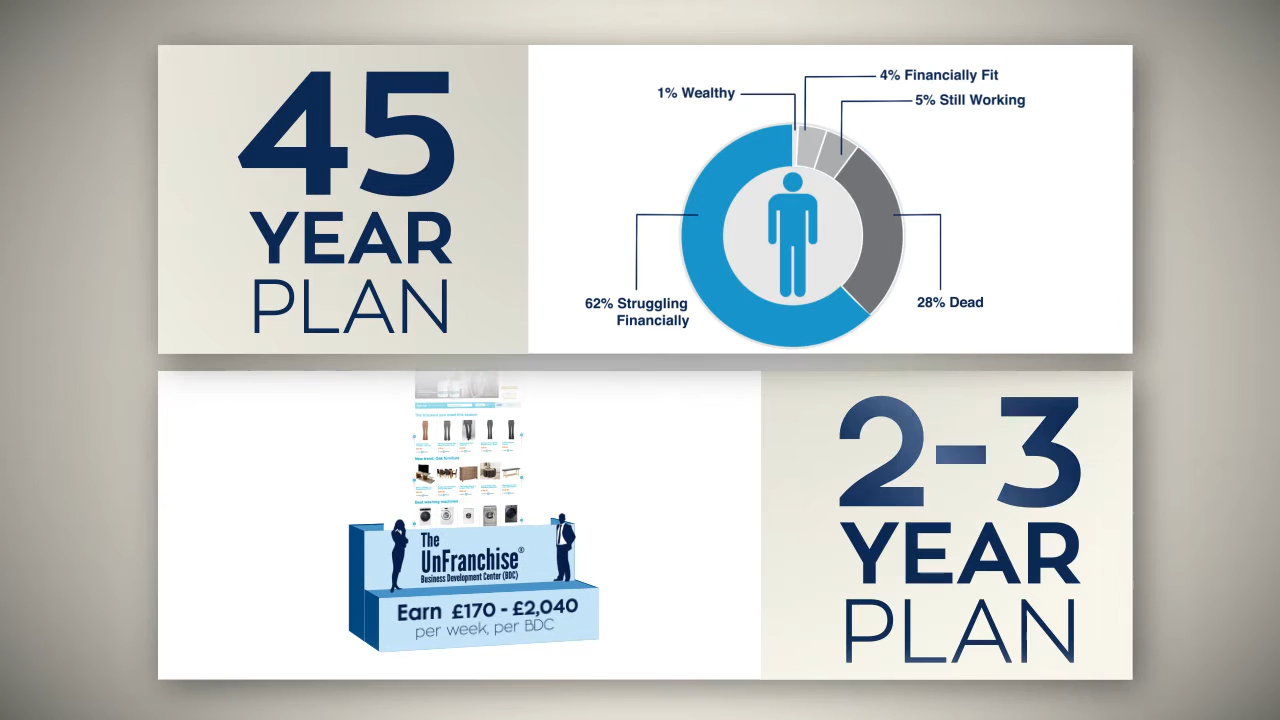 45
YEAR
PLAN
1% Wealthy
4% Financially Fit
5% Still Working
62% Struggling
Financially
28% Dead
The
UnFranchise®
Business Development Center (BDC)
Earn £170 - £2,040
per week, per BDC
2-3
YEAR
PLAN